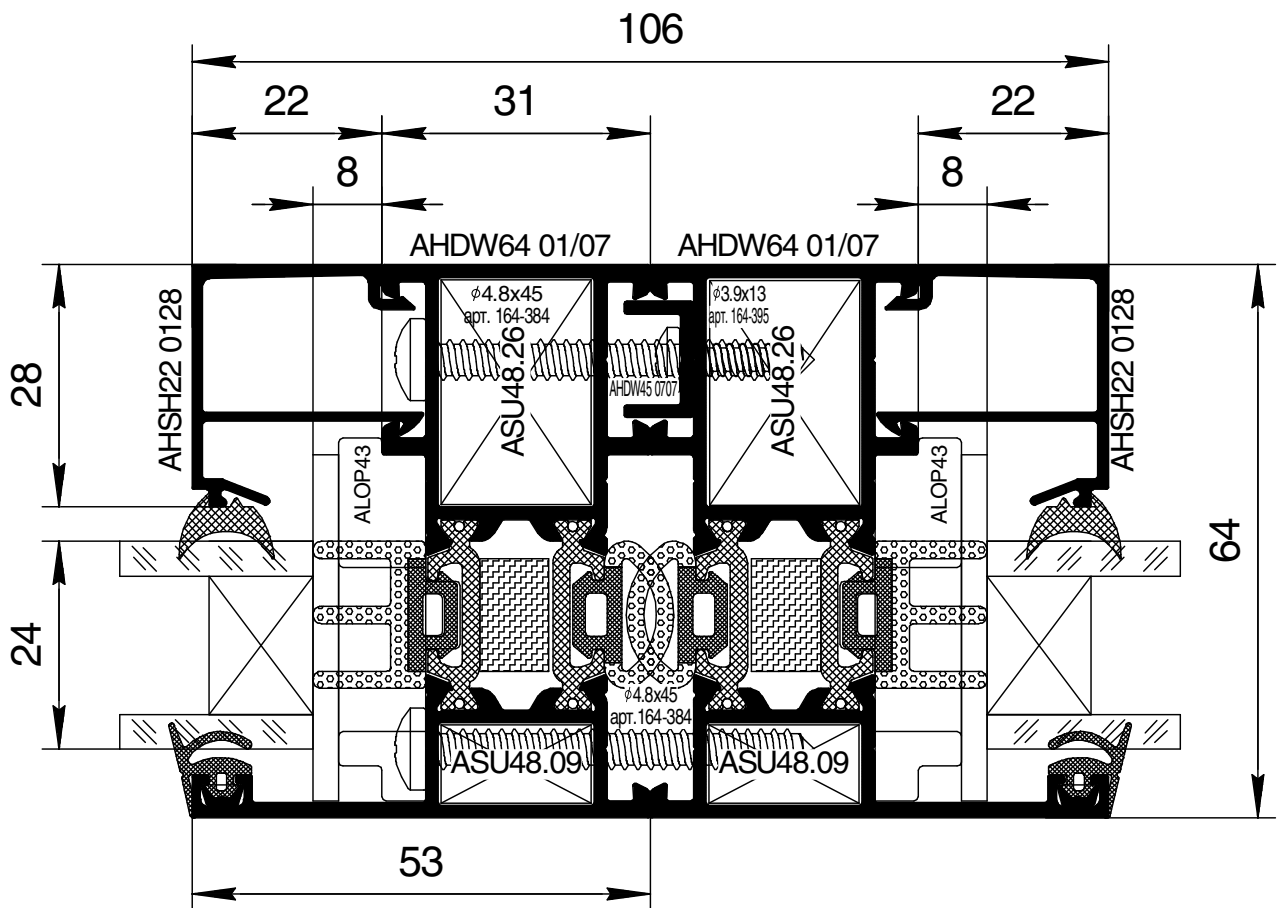 106
22
31
22
8
8
AHDW64 01/07
AHDW64 01/07
28
AHSH22 0128
ϕ4.8x45
арт. 164-384
ASU48.26
ϕ3.9x13
арт. 164-395
ASU48.26
AHSH22 0128
AHDW45 0707
ALOP43
ALOP43
64
24
ϕ4.8x45
арт.164-384
ASU48.09
ASU48.09
53